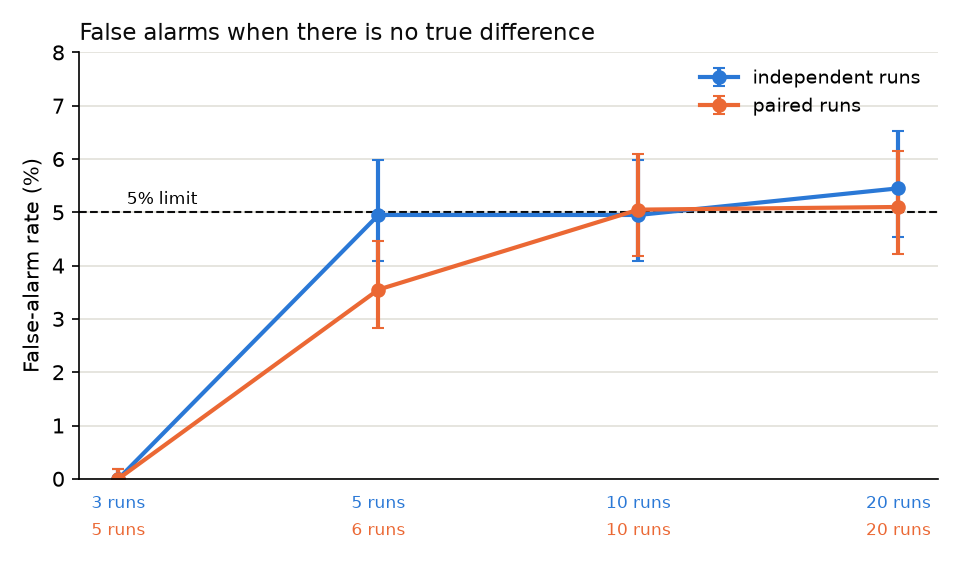 False alarms when there is no true difference
independent runs
paired runs
False-alarm rate (%)
8
7
6
5
4
3
2
1
0
5% limit
3 runs 5 runs 10 runs 20 runs
5 runs 6 runs 10 runs 20 runs